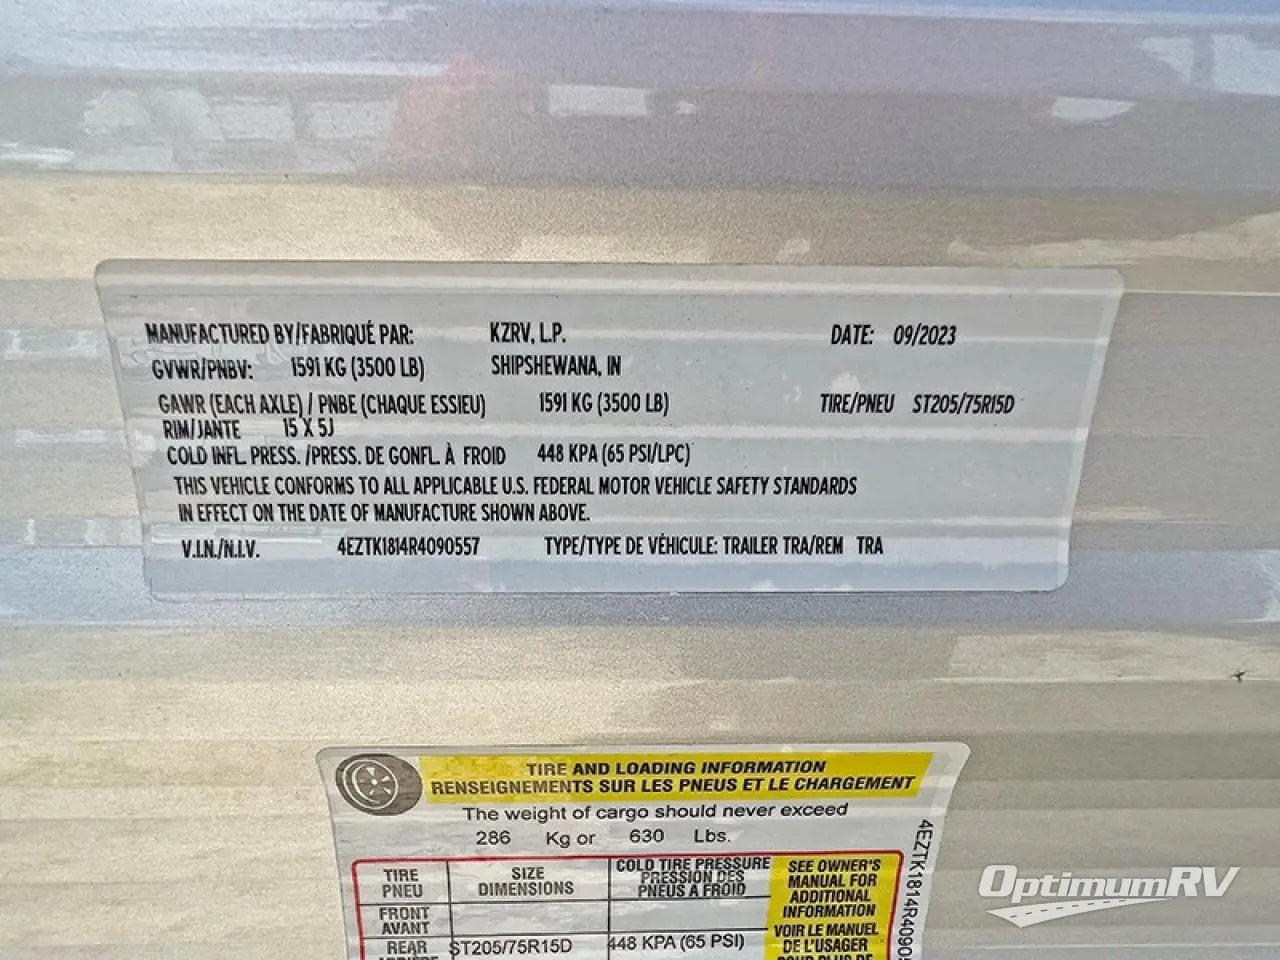 MANUFACTURED BY/FABRIQUÉ PAR: KZRV, L.P. DATE: 09/2023
GVWR/PNBV: 1591 KG (3500 LB) SHIPSHEWANA, IN
GAWR (EACH AXLE) / PNBE (CHAQUE ESSIEU) 1591 KG (3500 LB) TIRE/PNEU ST205/75R15D
RIM/JANTE 15 X 5J
COLD INFL. PRESS. /PRESS. DE GONFL. À FROID 448 KPA (65 PSI/LPC)
THIS VEHICLE CONFORMS TO ALL APPLICABLE U.S. FEDERAL MOTOR VEHICLE SAFETY STANDARDS
IN EFFECT ON THE DATE OF MANUFACTURE SHOWN ABOVE.
V.I.N./N.I.V. 4EZTK1814R4090557 TYPE/TYPE DE VÉHICULE: TRAILER TRA/REM TRA
TIRE AND LOADING INFORMATION
RENSEIGNEMENTS SUR LES PNEUS ET LE CHARGEMENT
The weight of cargo should never exceed
286 Kg or 630 Lbs.
TIRE
PNEU
SIZE
DIMENSIONS
COLD TIRE PRESSURE
PRESSION DES
PNEUS A FROID
SEE OWNER'S
MANUAL FOR
ADDITIONAL
INFORMATION
VOIR LE MANUEL
DE L'USAGER
POUR PLUS DE
FRONT
AVANT
REAR
ARRIÈRE
ST205/75R15D
448 KPA (65 PSI)
4EZTK1814R4090
OptimumRV